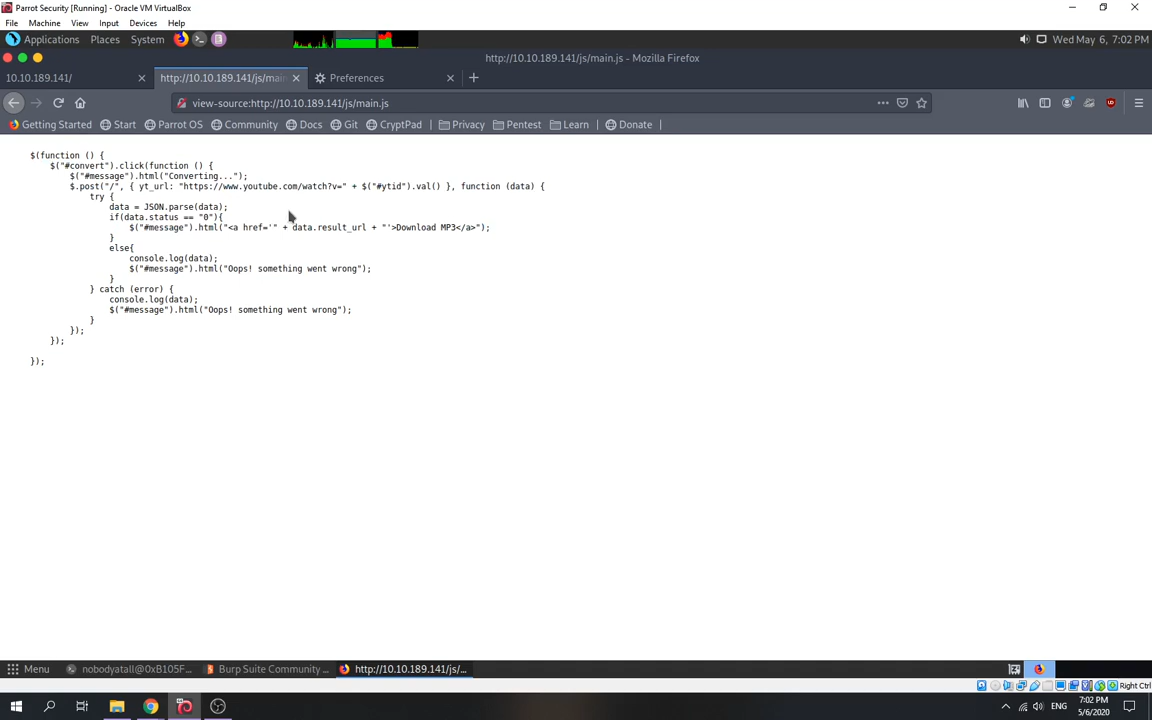 Parrot Security [Running] - Oracle VM VirtualBox
File Machine View Input Devices Help
Applications Places System Wed May 6, 7:02 PM
http://10.10.189.141/js/main.js - Mozilla Firefox
10.10.189.141/ http://10.10.189.141/js/main Preferences
view-source:http://10.10.189.141/js/main.js
Getting Started Start Parrot OS Community Docs Git CryptPad Privacy Pentest Learn Donate
$(function () {
    $("#convert").click(function () {
        $("#message").html("Converting...");
        $.post("/", { yt_url: "https://www.youtube.com/watch?v=" + $("#ytid").val() }, function (data) {
            try {
                data = JSON.parse(data);
                if(data.status == "0"){
                    $("#message").html("<a href='" + data.result_url + "'>Download MP3</a>");
                }
                else{
                    console.log(data);
                    $("#message").html("Oops! something went wrong");
                }
            } catch (error) {
                console.log(data);
                $("#message").html("Oops! something went wrong");
            }
        });
    });
});
Menu nobodyatall@0xB105F... Burp Suite Community ... http://10.10.189.141/js/...
Right Ctrl
ENG 7:02 PM
5/6/2020